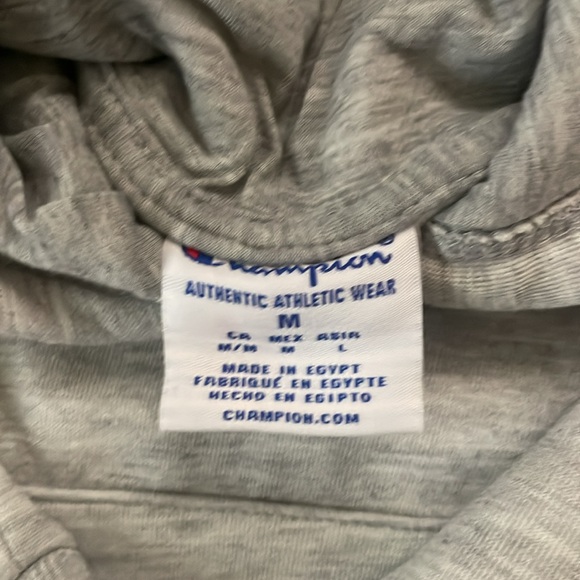 Champion
AUTHENTIC ATHLETIC WEAR
M
CA MEX ASIA
M/M M L
MADE IN EGYPT
FABRIQUÉ EN EGYPTE
HECHO EN EGIPTO
CHAMPION.COM